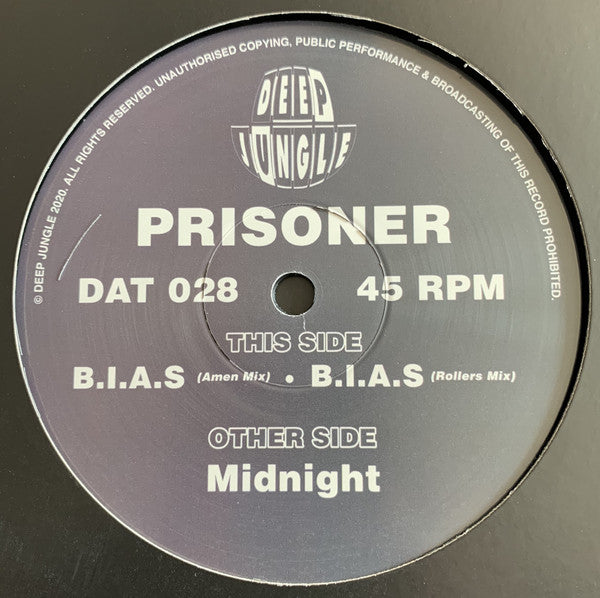 © DEEP JUNGLE 2020. ALL RIGHTS RESERVED. UNAUTHORISED COPYING, PUBLIC PERFORMANCE & BROADCASTING OF THIS RECORD PROHIBITED.
DEEP
JUNGLE
PRISONER
DAT 028 45 RPM
THIS SIDE
B.I.A.S (Amen Mix) • B.I.A.S (Rollers Mix)
OTHER SIDE
Midnight